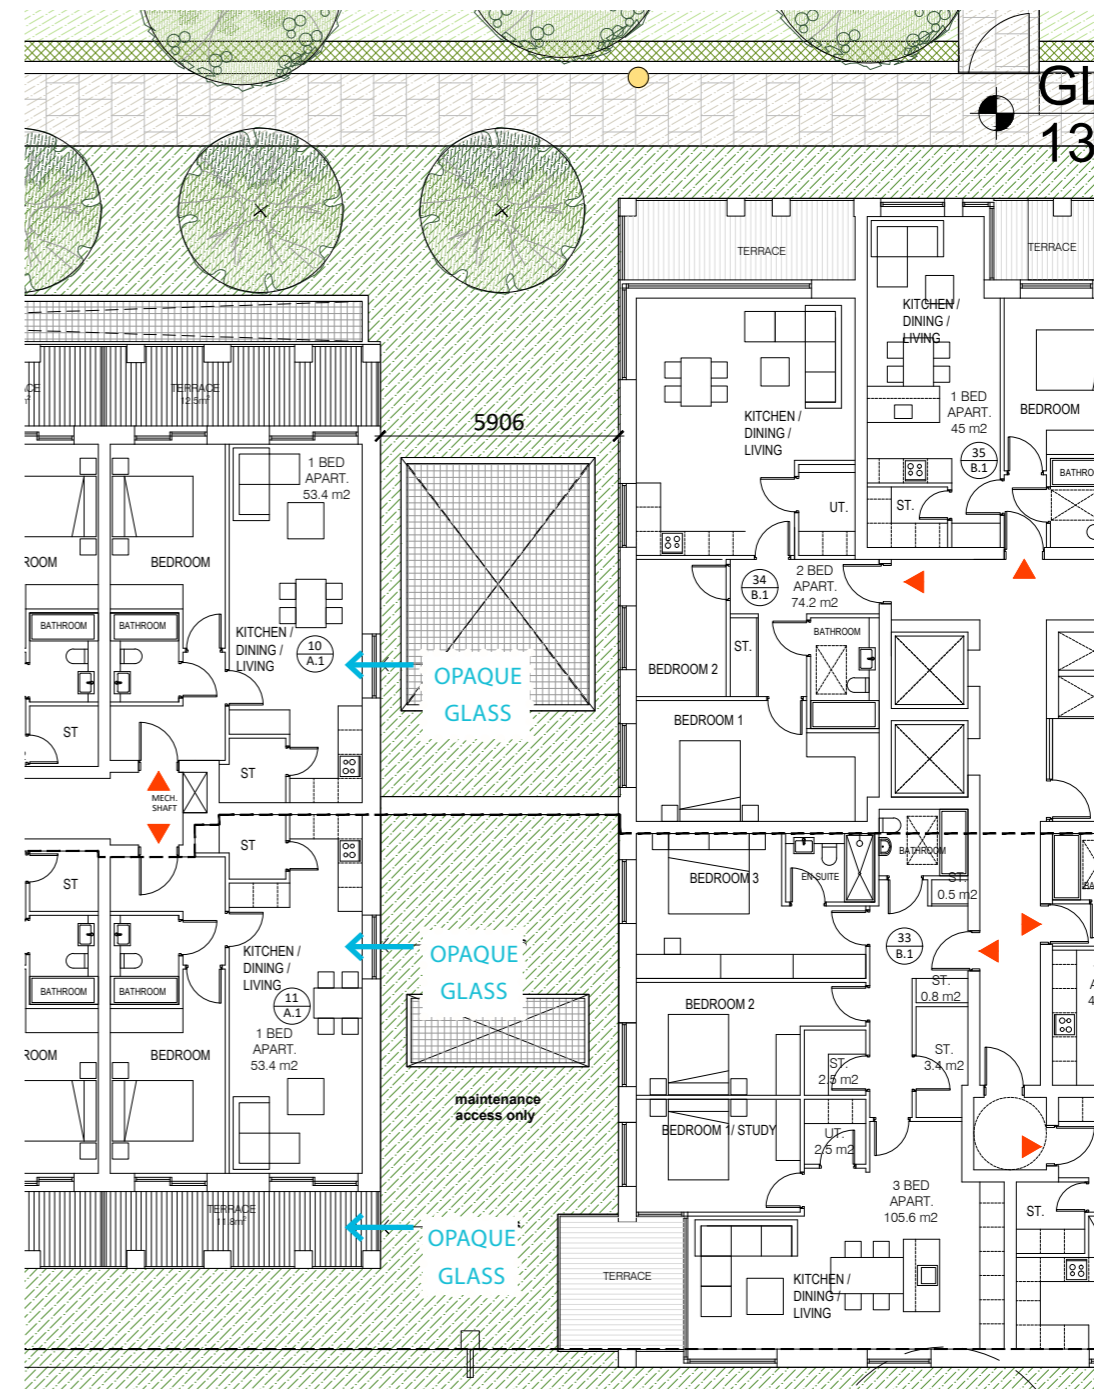 GL
13
TERRACE
TERRACE
KITCHEN /
DINING /
LIVING
1 BED
APART.
45 m2
35
B.1
BEDROOM
BATHRO
ST.
TERRACE
12.5m²
5906
KITCHEN /
DINING /
LIVING
UT.
1 BED
APART.
53.4 m2
ROOM
BEDROOM
BATHROOM
BATHROOM
KITCHEN /
DINING /
LIVING
10
A.1
OPAQUE
GLASS
34
B.1
2 BED
APART.
74.2 m2
BATHROOM
ST.
BEDROOM 2
BEDROOM 1
ST
ST
MECH.
SHAFT
ST
ST
BEDROOM 3
EN SUITE
BATHROOM
ST.
0.5 m2
33
B.1
ST.
0.8 m2
KITCHEN /
DINING /
LIVING
OPAQUE
GLASS
BATHROOM
BATHROOM
11
A.1
1 BED
APART.
53.4 m2
ROOM
BEDROOM
BEDROOM 2
ST.
2.5 m2
ST.
3.4 m2
maintenance
access only
BEDROOM 1/ STUDY
UT.
2.5 m2
3 BED
APART.
105.6 m2
ST.
TERRACE
11.8m²
OPAQUE
GLASS
TERRACE
KITCHEN /
DINING /
LIVING